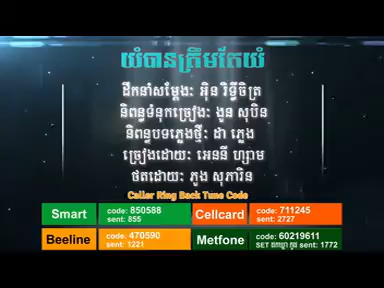 យំបានត្រឹមតែយំ
ដឹកនាំសម្តែង: អ៊ិន រិទ្ធីចិត្រ
និពន្ធទំនុកច្រៀង: ងួន សុបិន
និពន្ធបទភ្លេងថ្មី: ដា ភ្លេង
ច្រៀងដោយ: អេននី ហ្សាម
ថតដោយ: ភួង សុភារិន
Caller Ring Back Tune Code
Smart code: 850588 sent: 855
Cellcard code: 711245 sent: 2727
Beeline code: 470590 sent: 1221
Metfone code: 60219611 SET sent: 1772